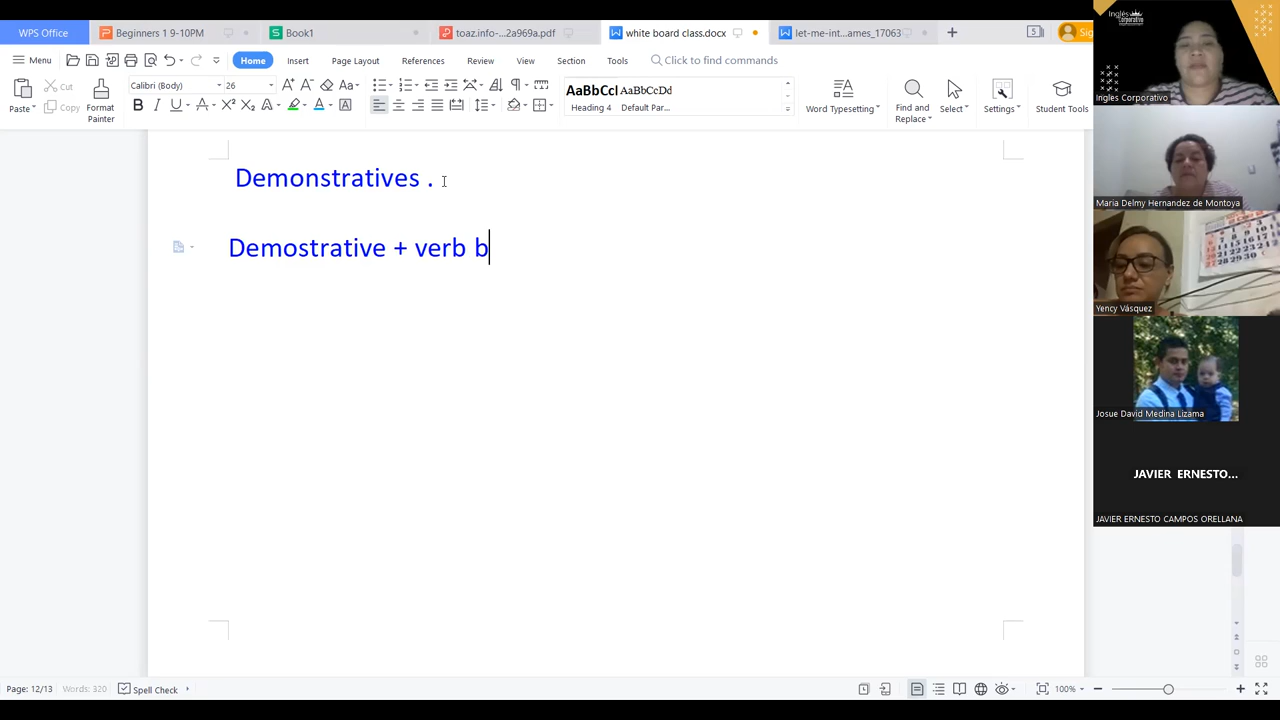 WPS Office
Beginners 1 9-10PM
Book1
toaz.info-...2a969a.pdf
white board class.docx
let-me-int...ames_17063
5
Sig
Menu
Home
Insert
Page Layout
References
Review
View
Section
Tools
Click to find commands
Paste
Cut
Copy
Format Painter
Calibri (Body)
26
AaBbCcI
AaBbCcDd
Heading 4
Default Par...
Word Typesetting
Find and Replace
Select
Settings
Student Tools
Demonstratives .
Demostrative + verb b
Page: 12/13
Words: 320
Spell Check
100%
Inglés Corporativo
Ingles Corporativo
Maria Delmy Hernandez de Montoya
Yency Vásquez
Josue David Medina Lizama
JAVIER ERNESTO...
JAVIER ERNESTO CAMPOS ORELLANA